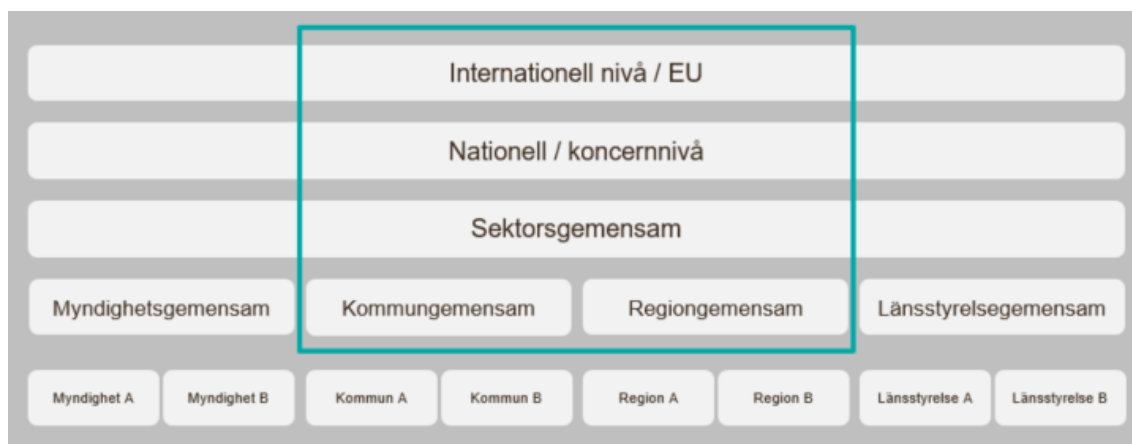 Internationell nivå / EU
Nationell / koncernnivå
Sektorsgemensam
Myndighetsgemensam
Kommungemensam
Regiongemensam
Länsstyrelsegemensam
Myndighet A
Myndighet B
Kommun A
Kommun B
Region A
Region B
Länsstyrelse A
Länsstyrelse B